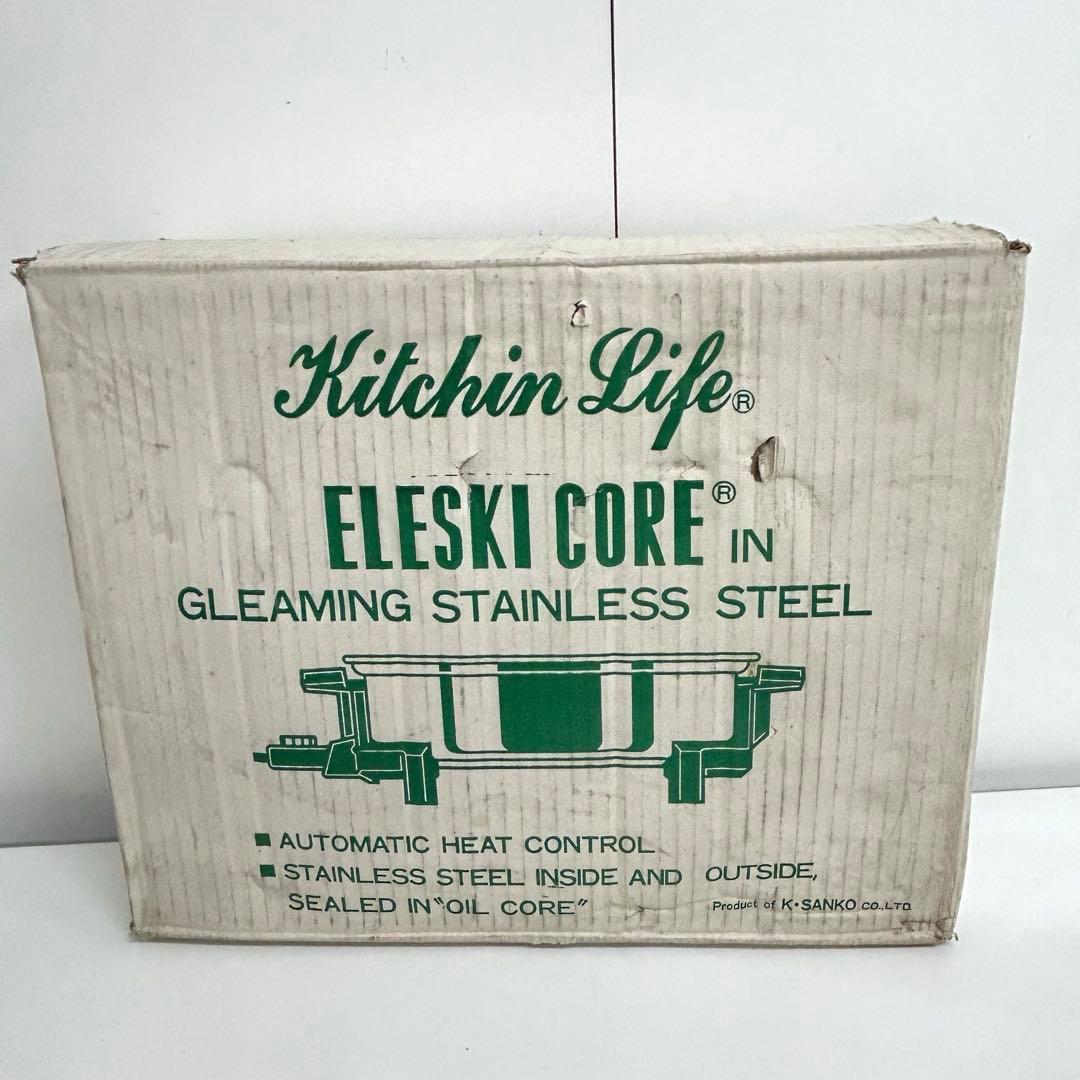 Kitchin Life®
ELESKI CORE® IN
GLEAMING STAINLESS STEEL
■ AUTOMATIC HEAT CONTROL
■ STAINLESS STEEL INSIDE AND OUTSIDE,
SEALED IN "OIL CORE"
Product of K•SANKO CO.,LTD.